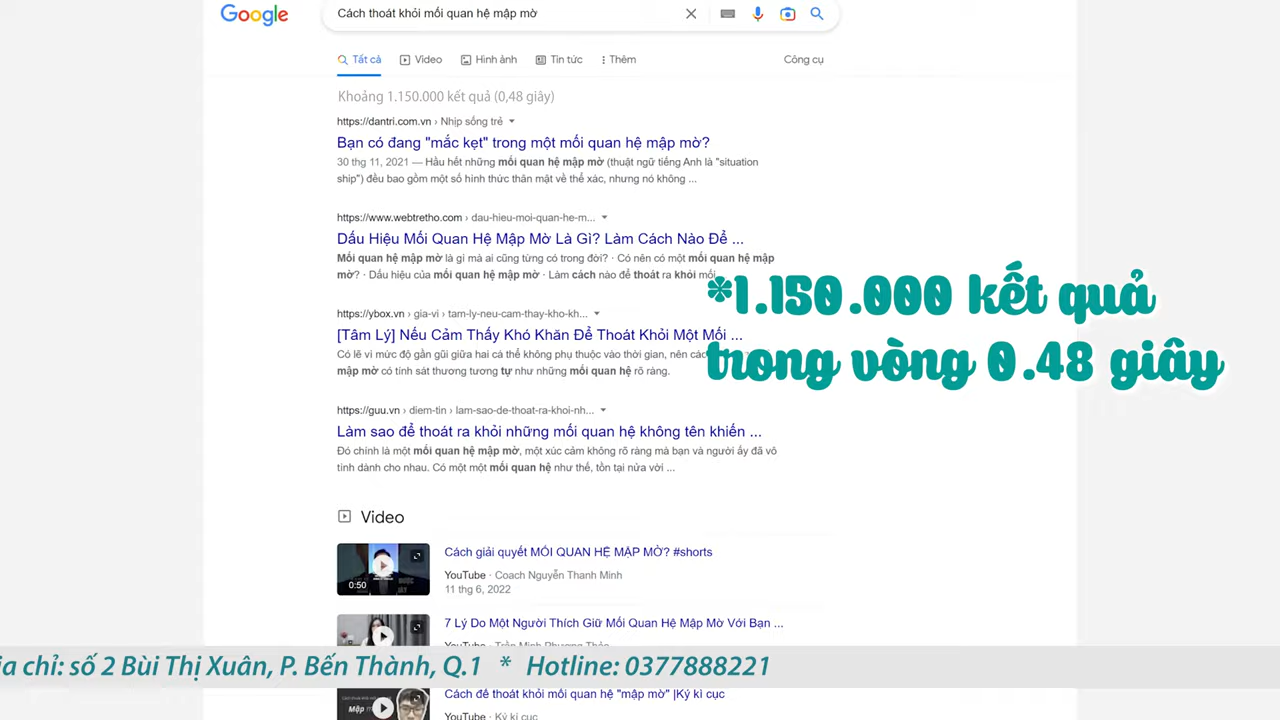 Google
Cách thoát khỏi mối quan hệ mập mờ
Tất cả Video Hình ảnh Tin tức Thêm Công cụ
Khoảng 1.150.000 kết quả (0,48 giây)
https://dantri.com.vn › Nhịp sống trẻ
Bạn có đang "mắc kẹt" trong một mối quan hệ mập mờ?
30 thg 11, 2021 — Hầu hết những mối quan hệ mập mờ (thuật ngữ tiếng Anh là "situation
ship") đều bao gồm một số hình thức thân mật về thể xác, nhưng nó không ...
https://www.webtretho.com › dau-hieu-moi-quan-he-m...
Dấu Hiệu Mối Quan Hệ Mập Mờ Là Gì? Làm Cách Nào Để ...
Mối quan hệ mập mờ là gì mà ai cũng từng có trong đời? · Có nên có một mối quan hệ mập
mờ? · Dấu hiệu của mối quan hệ mập mờ · Làm cách nào để thoát ra khỏi mối
*1.150.000 kết quả
trong vòng 0.48 giây
https://ybox.vn › gia-vi › tam-ly-neu-cam-thay-kho-kh...
[Tâm Lý] Nếu Cảm Thấy Khó Khăn Để Thoát Khỏi Một Mối ...
Có lẽ vì mức độ gần gũi giữa hai cá thể không phụ thuộc vào thời gian, nên các
mập mờ có tính sát thương tương tự như những mối quan hệ rõ ràng.
https://guu.vn › diem-tin › lam-sao-de-thoat-ra-khoi-nh...
Làm sao để thoát ra khỏi những mối quan hệ không tên khiến ...
Đó chính là một mối quan hệ mập mờ, một xúc cảm không rõ ràng mà bạn và người ấy đã vô
tình dành cho nhau. Có một một mối quan hệ như thế, tồn tại nửa với ...
Video
Cách giải quyết MỐI QUAN HỆ MẬP MỜ? #shorts
0:50
YouTube · Coach Nguyễn Thanh Minh
11 thg 6, 2022
7 Lý Do Một Người Thích Giữ Mối Quan Hệ Mập Mờ Với Bạn ...
ịa chỉ: số 2 Bùi Thị Xuân, P. Bến Thành, Q.1 * Hotline: 0377888221
Cách để thoát khỏi mối quan hệ "mập mờ" |Ký kì cục
YouTube · Ký kì cục